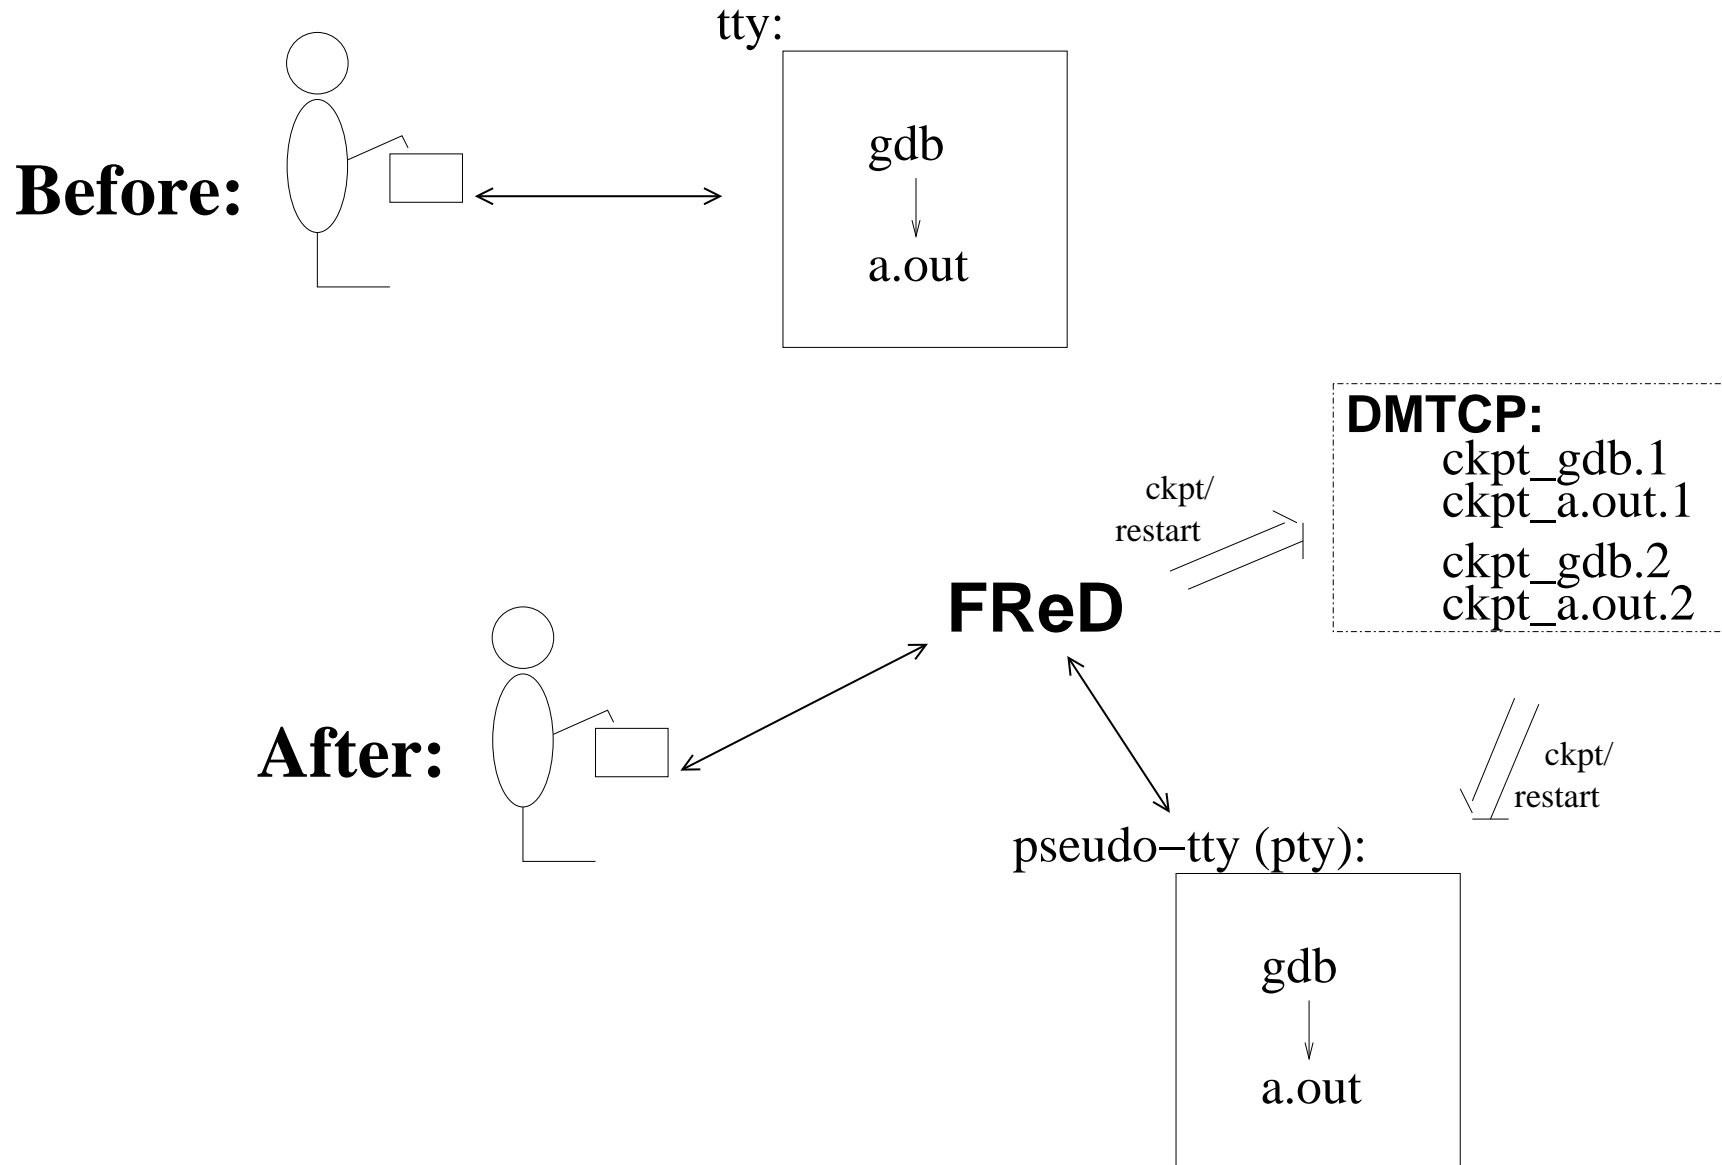 tty:
gdb
Before:
a.out
DMTCP:
ckpt_gdb.1
ckpt/
ckpt_a.out.1
restart
ckpt_gdb.2
FReD
ckpt_a.out.2
After:
ckpt/
restart
pseudo−tty (pty):
gdb
a.out